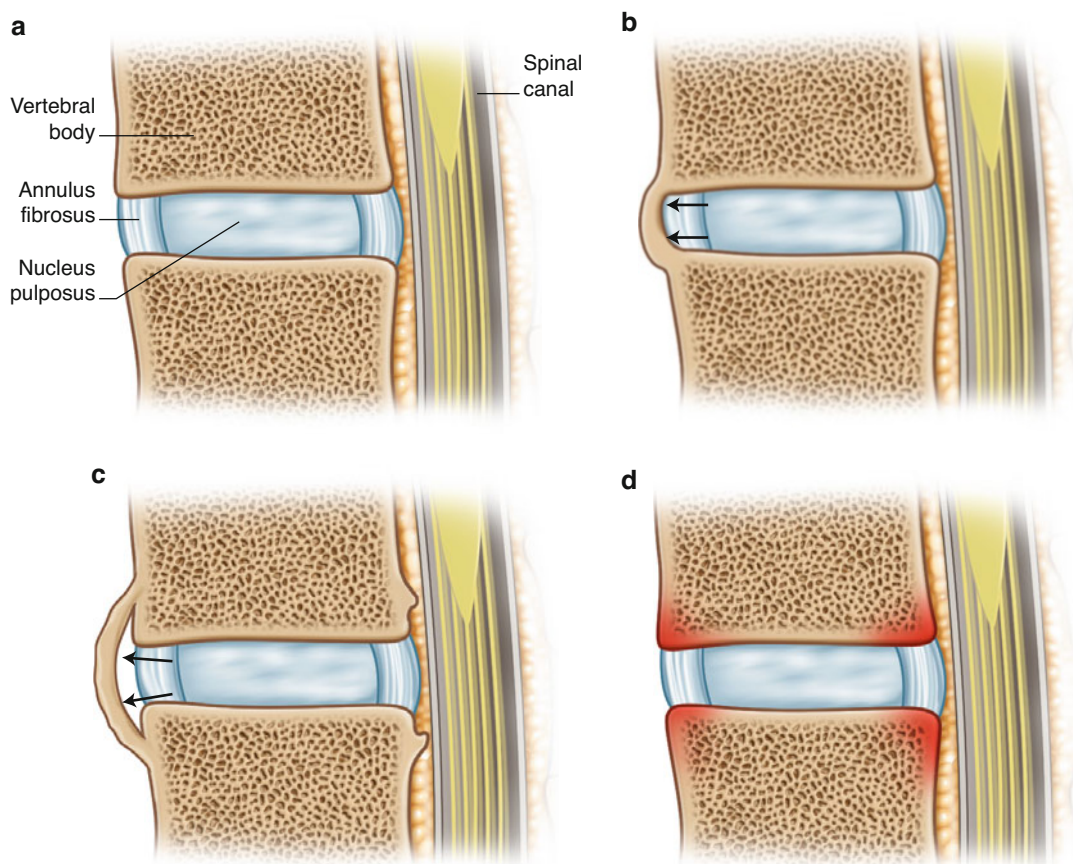 a
Vertebral
body
Annulus
fibrosus
Nucleus
pulposus
Spinal
canal
b
c
d